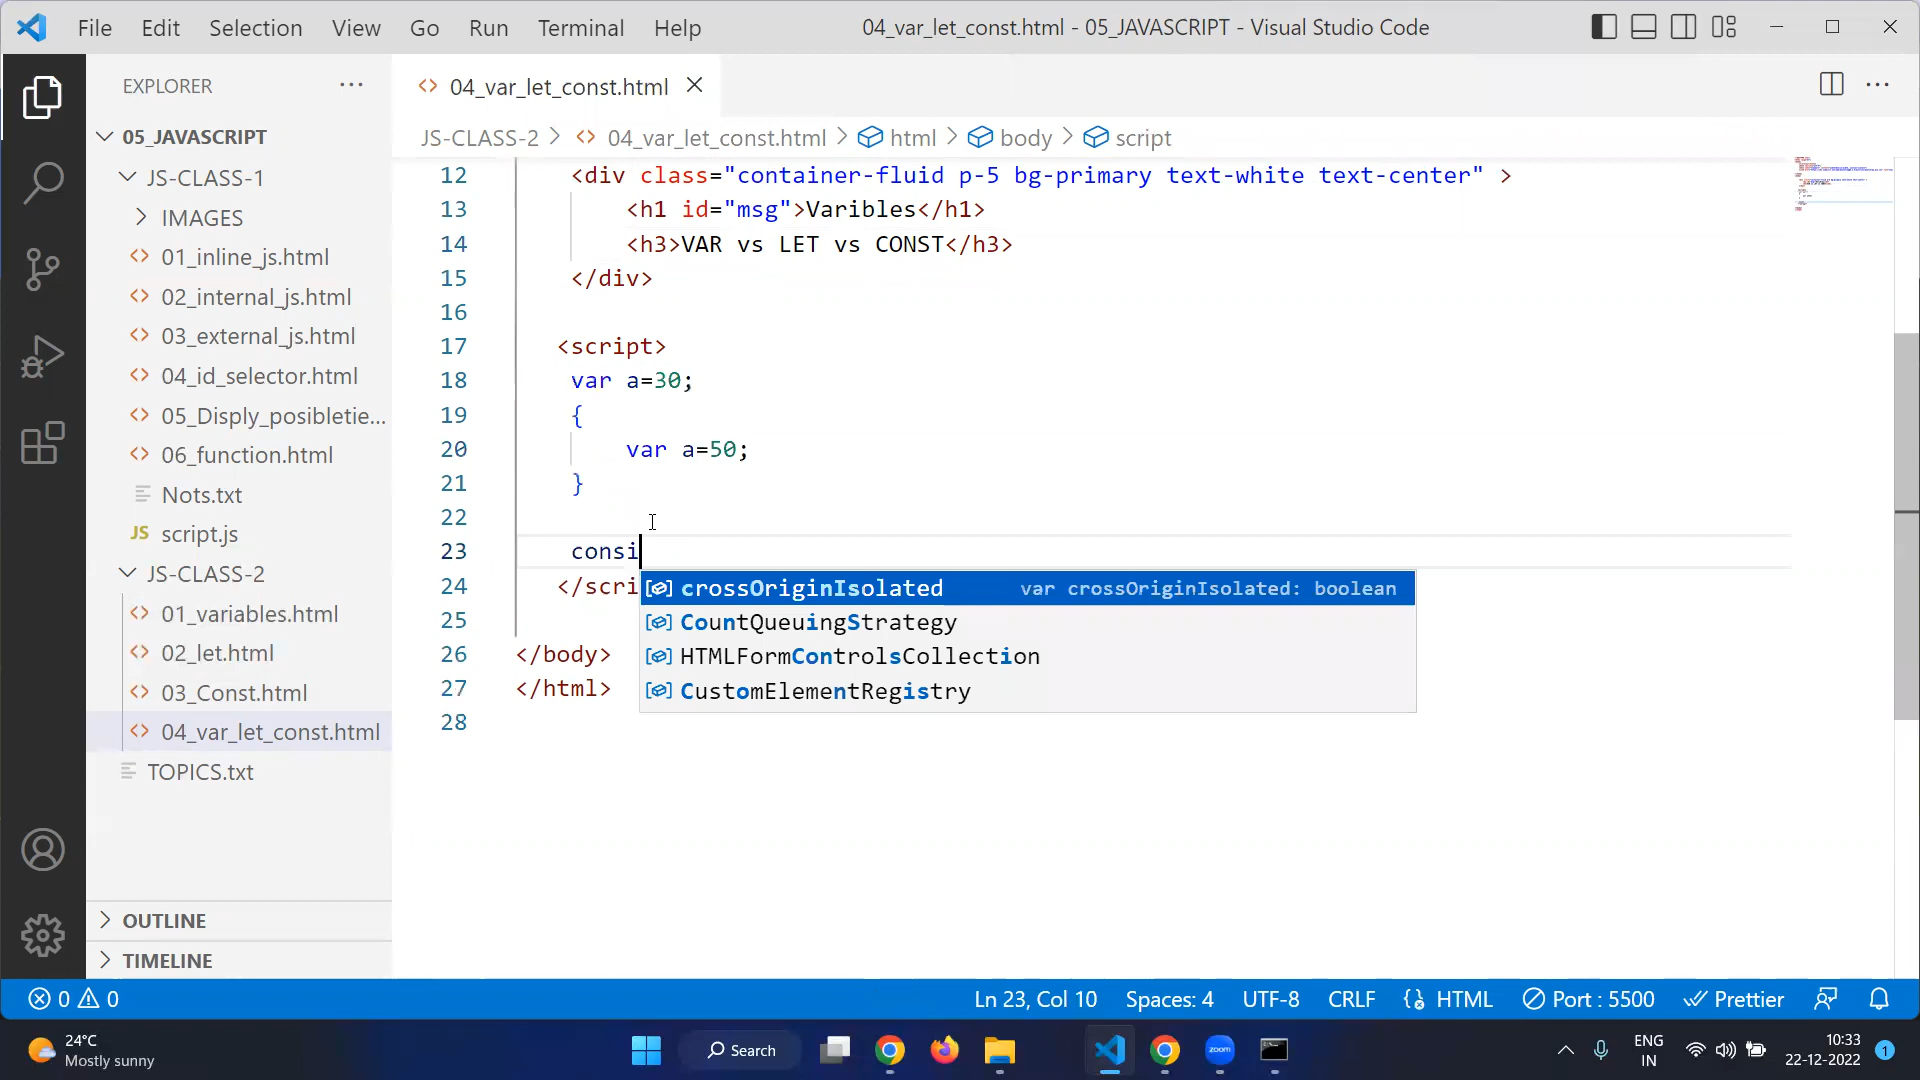 File Edit Selection View Go Run Terminal Help
04_var_let_const.html - 05_JAVASCRIPT - Visual Studio Code
EXPLORER
05_JAVASCRIPT
JS-CLASS-1
IMAGES
01_inline_js.html
02_internal_js.html
03_external_js.html
04_id_selector.html
05_Disply_posibletie...
06_function.html
Nots.txt
JS script.js
JS-CLASS-2
01_variables.html
02_let.html
03_Const.html
04_var_let_const.html
TOPICS.txt
OUTLINE
TIMELINE
04_var_let_const.html
JS-CLASS-2 > 04_var_let_const.html > html > body > script
12 <div class="container-fluid p-5 bg-primary text-white text-center" >
13 <h1 id="msg">Varibles</h1>
14 <h3>VAR vs LET vs CONST</h3>
15 </div>
16
17 <script>
18 var a=30;
19 {
20 var a=50;
21 }
22
23 consi
24 </scri
25
26 </body>
27 </html>
28
crossOriginIsolated var crossOriginIsolated: boolean
CountQueuingStrategy
HTMLFormControlsCollection
CustomElementRegistry
0 0
Ln 23, Col 10 Spaces: 4 UTF-8 CRLF HTML Port : 5500 Prettier
24°C
Mostly sunny
Search
zoom
ENG
IN
10:33
22-12-2022
1